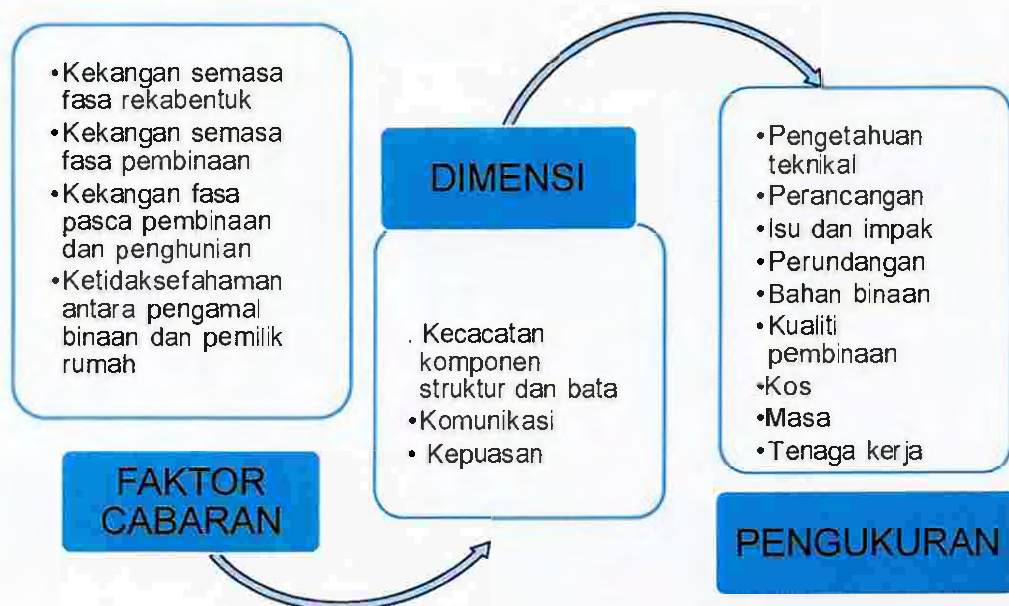 •Kekangan semasa
fasa rekabentuk
•Kekangan semasa
fasa pembinaan
•Kekangan fasa
pasca pembinaan
dan penghunian
•Ketidaksefahaman
antara pengamal
binaan dan pemilik
rumah
FAKTOR
CABARAN
DIMENSI
. Kecacatan
komponen
struktur dan bata
•Komunikasi
• Kepuasan
•Pengetahuan
teknikal
•Perancangan
•Isu dan impak
•Perundangan
•Bahan binaan
•Kualiti
pembinaan
•Kos
•Masa
•Tenaga kerja
PENGUKURAN